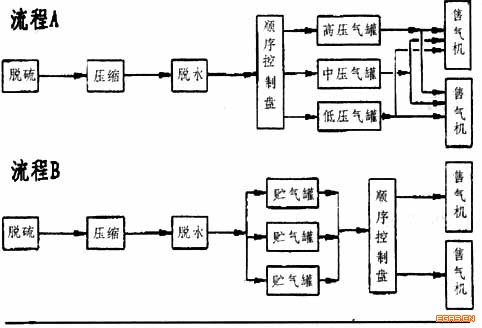 流程A
脱硫
压缩
脱水
顺序控制盘
高压气罐
中压气罐
低压气罐
售气机
售气机
流程B
脱硫
压缩
脱水
贮气罐
贮气罐
贮气罐
顺序控制盘
售气机
售气机
EGAS.CN